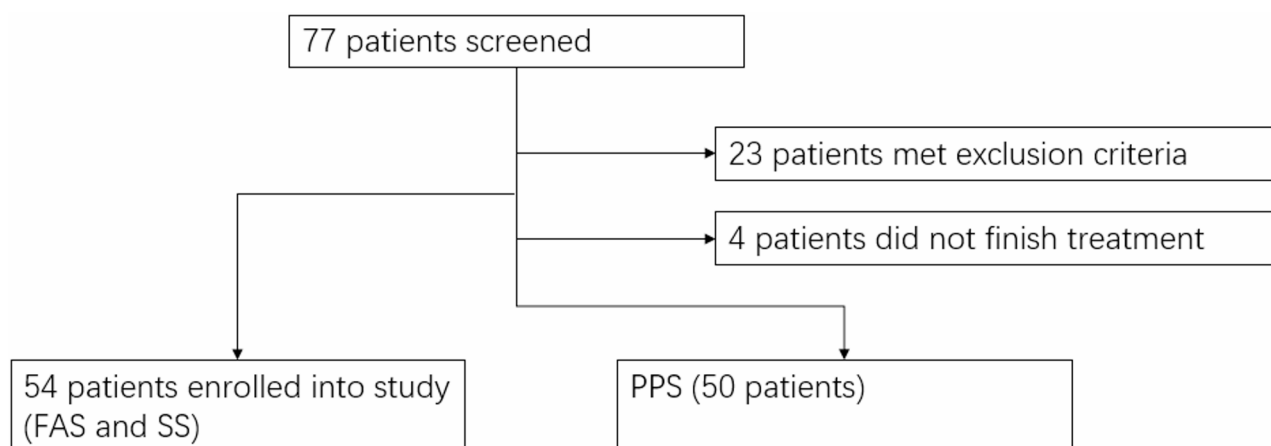 77 patients screened
23 patients met exclusion criteria
4 patients did not finish treatment
54 patients enrolled into study
(FAS and SS)
PPS (50 patients)